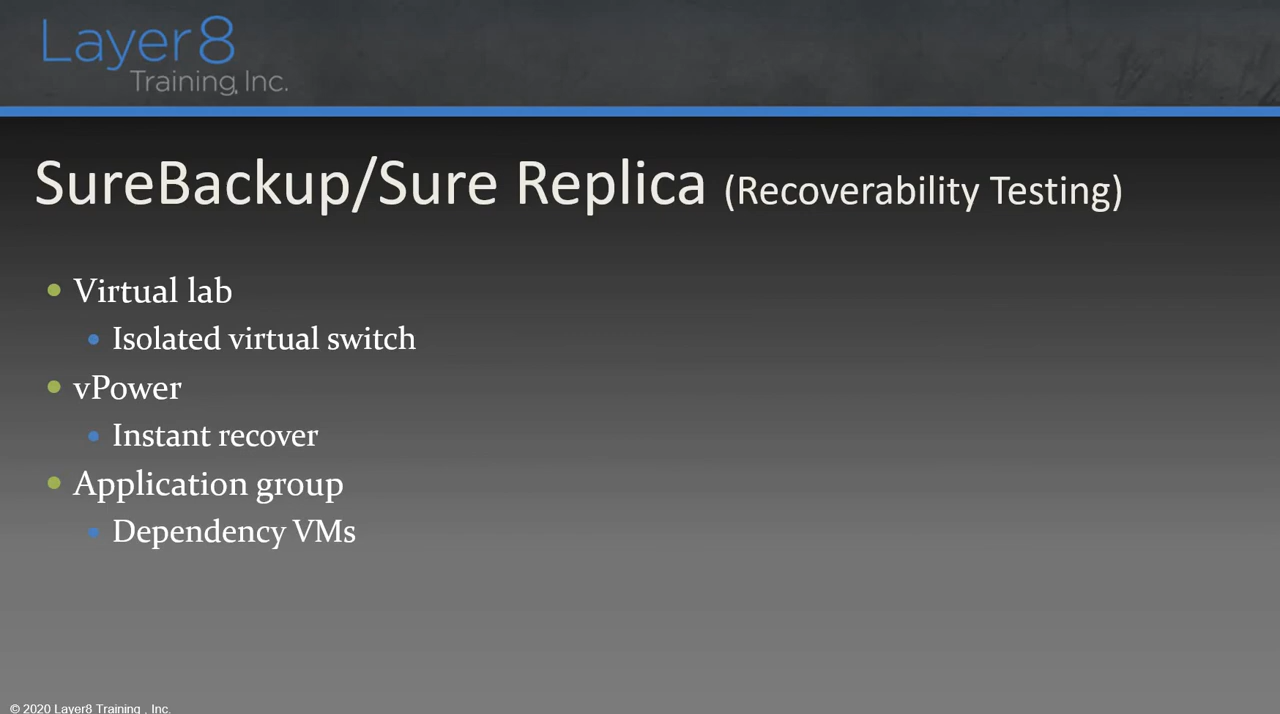 Layer8
Training, Inc.
SureBackup/Sure Replica (Recoverability Testing)
• Virtual lab
• Isolated virtual switch
• vPower
• Instant recover
• Application group
• Dependency VMs
© 2020 Layer8 Training , Inc.